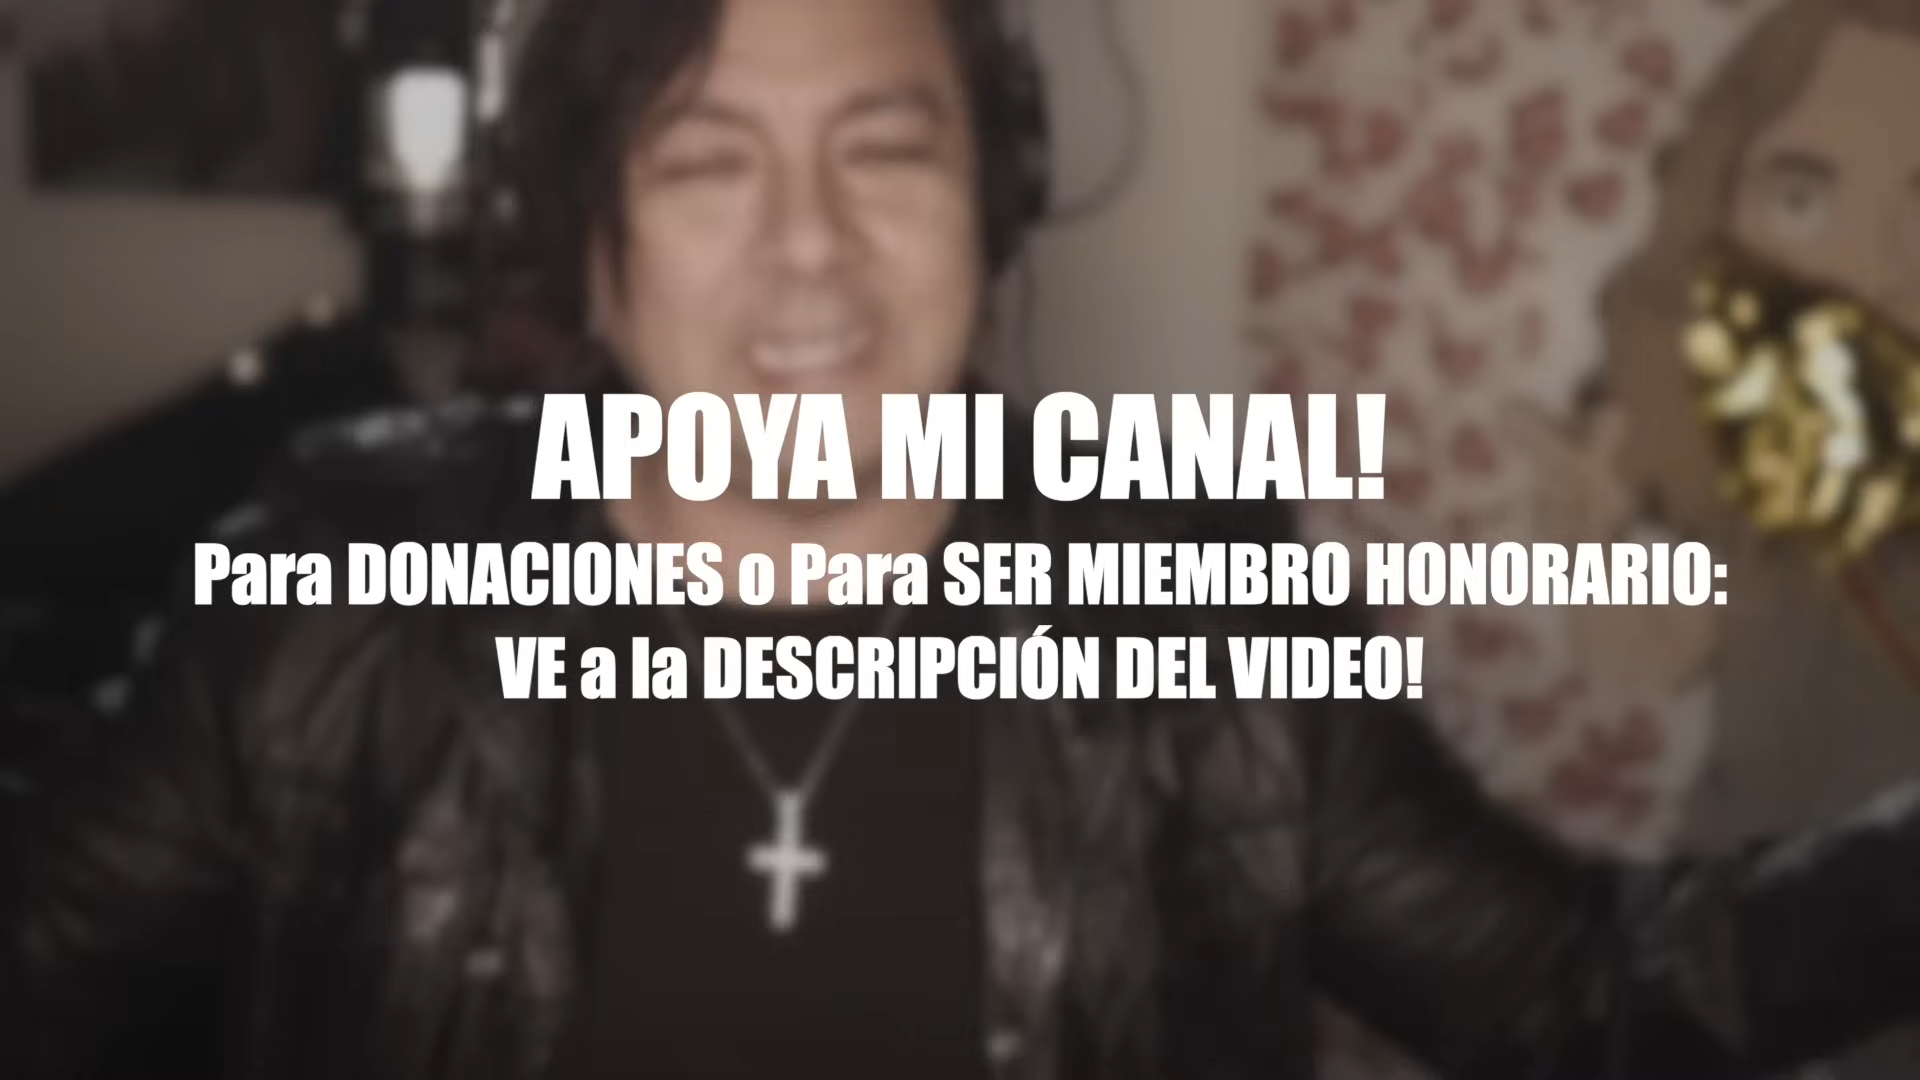 APOYA MI CANAL!
Para DONACIONES o Para SER MIEMBRO HONORARIO:
VE a la DESCRIPCIÓN DEL VIDEO!